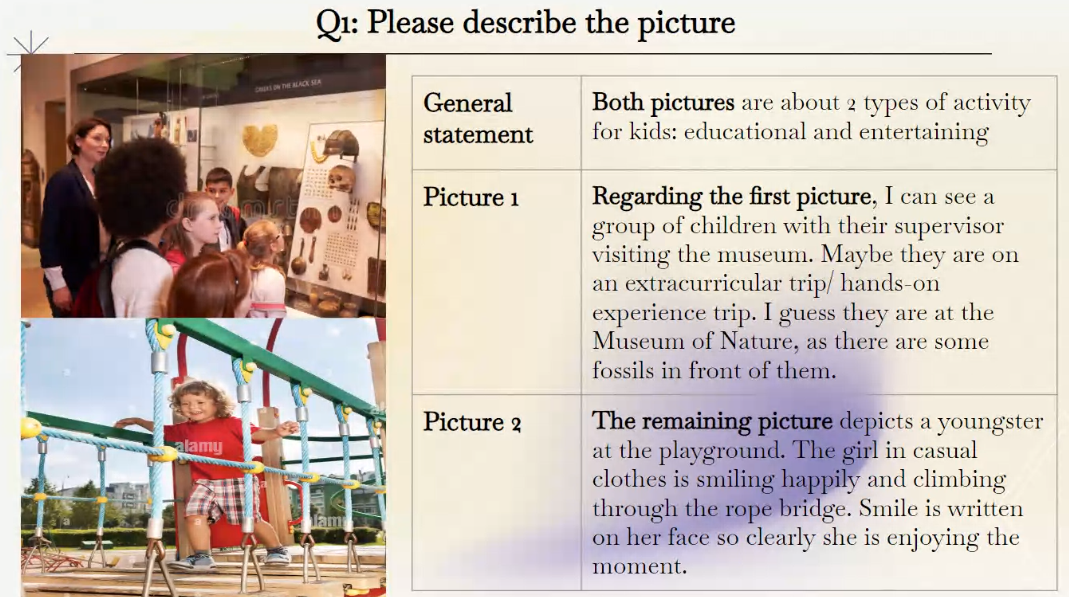 Q1: Please describe the picture
GREEKS ON THE BLACK SEA
alamy
a
a
alamy
General
statement
Both pictures are about 2 types of activity
for kids: educational and entertaining
Picture 1
Regarding the first picture, I can see a
group of children with their supervisor
visiting the museum. Maybe they are on
an extracurricular trip/ hands-on
experience trip. I guess they are at the
Museum of Nature, as there are some
fossils in front of them.
Picture 2
The remaining picture depicts a youngster
at the playground. The girl in casual
clothes is smiling happily and climbing
through the rope bridge. Smile is written
on her face so clearly she is enjoying the
moment.